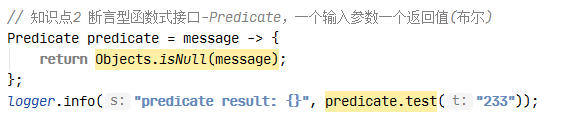 // 知识点2 断言型函数式接口-Predicate，一个输入参数一个返回值(布尔)
Predicate predicate = message -> {
    return Objects.isNull(message);
};
logger.info( s: "predicate result: {}", predicate.test( t: "233"));